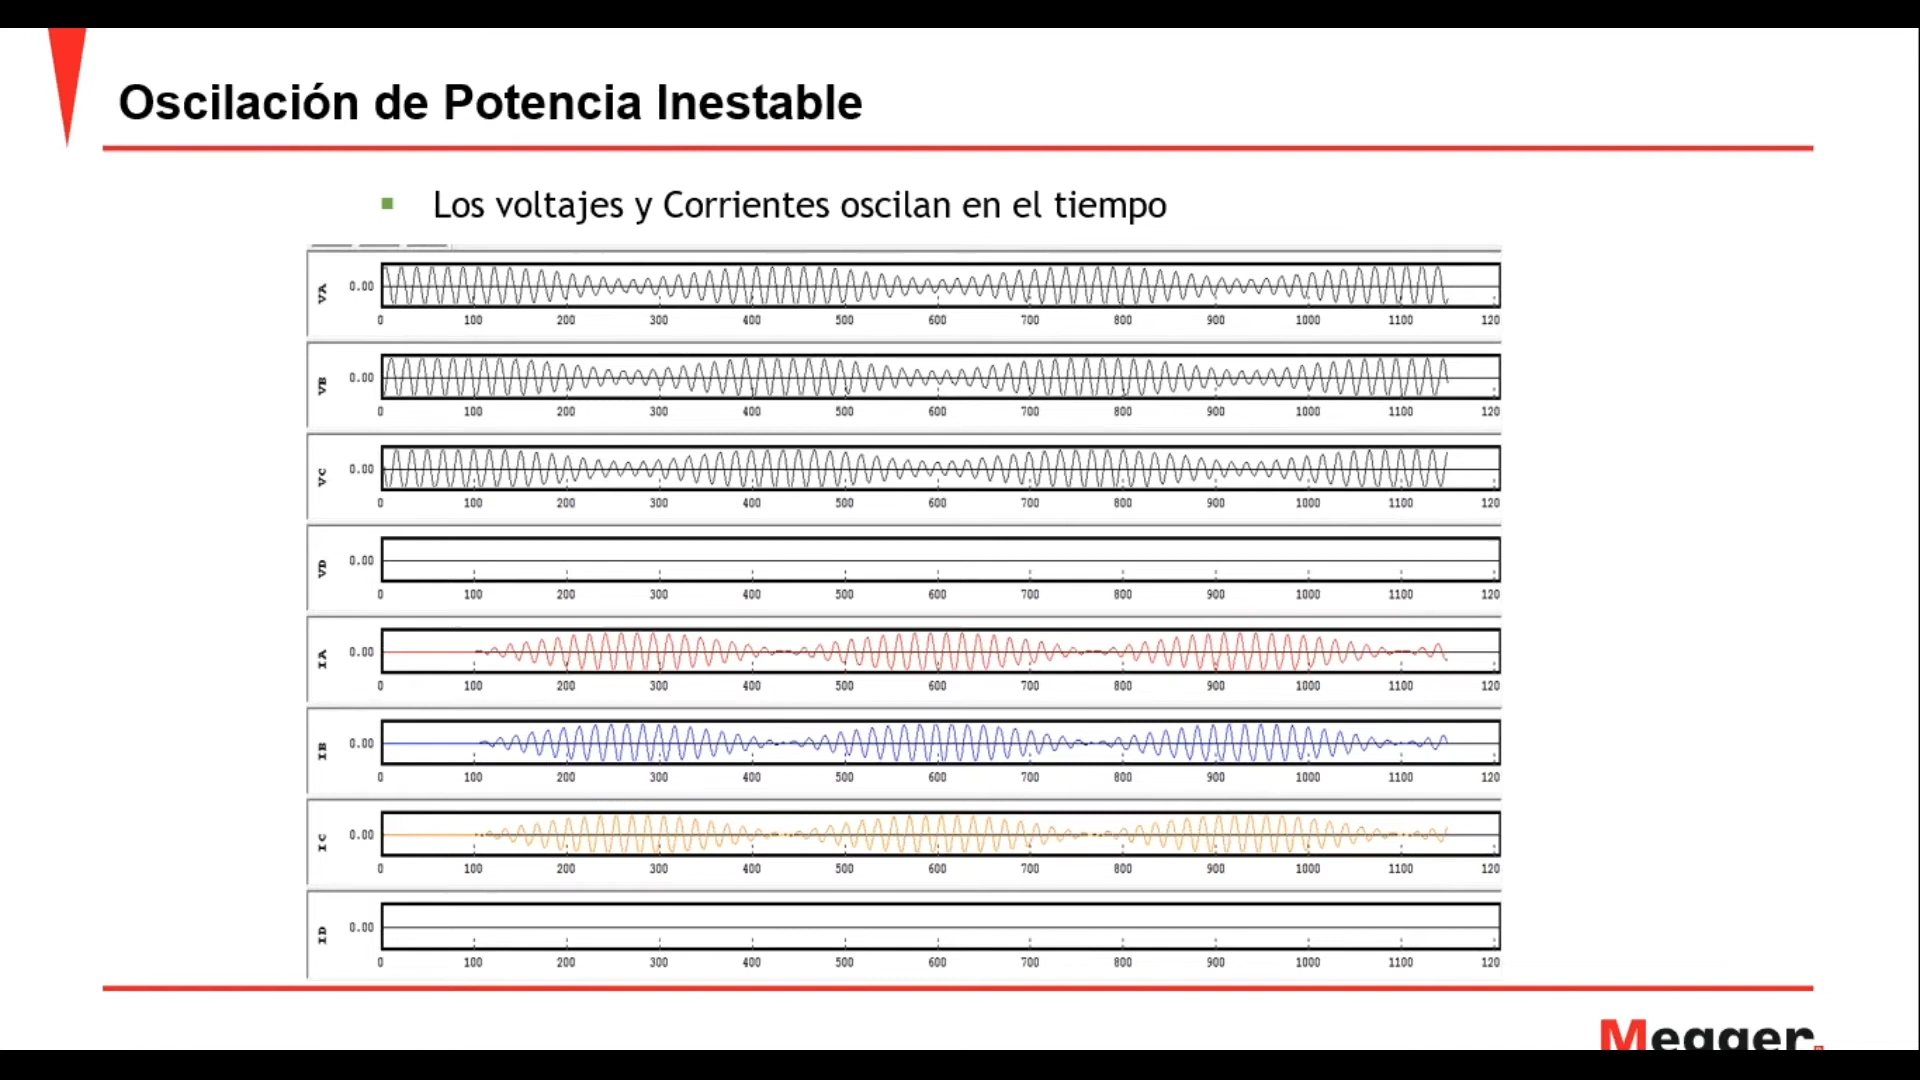 Oscilación de Potencia Inestable
Los voltajes y Corrientes oscilan en el tiempo
VA 0.00
0 100 200 300 400 500 600 700 800 900 1000 1100 120
VB 0.00
0 100 200 300 400 500 600 700 800 900 1000 1100 120
VC 0.00
0 100 200 300 400 500 600 700 800 900 1000 1100 120
VD 0.00
0 100 200 300 400 500 600 700 800 900 1000 1100 120
IA 0.00
0 100 200 300 400 500 600 700 800 900 1000 1100 120
IB 0.00
0 100 200 300 400 500 600 700 800 900 1000 1100 120
IC 0.00
0 100 200 300 400 500 600 700 800 900 1000 1100 120
ID 0.00
0 100 200 300 400 500 600 700 800 900 1000 1100 120
Megger